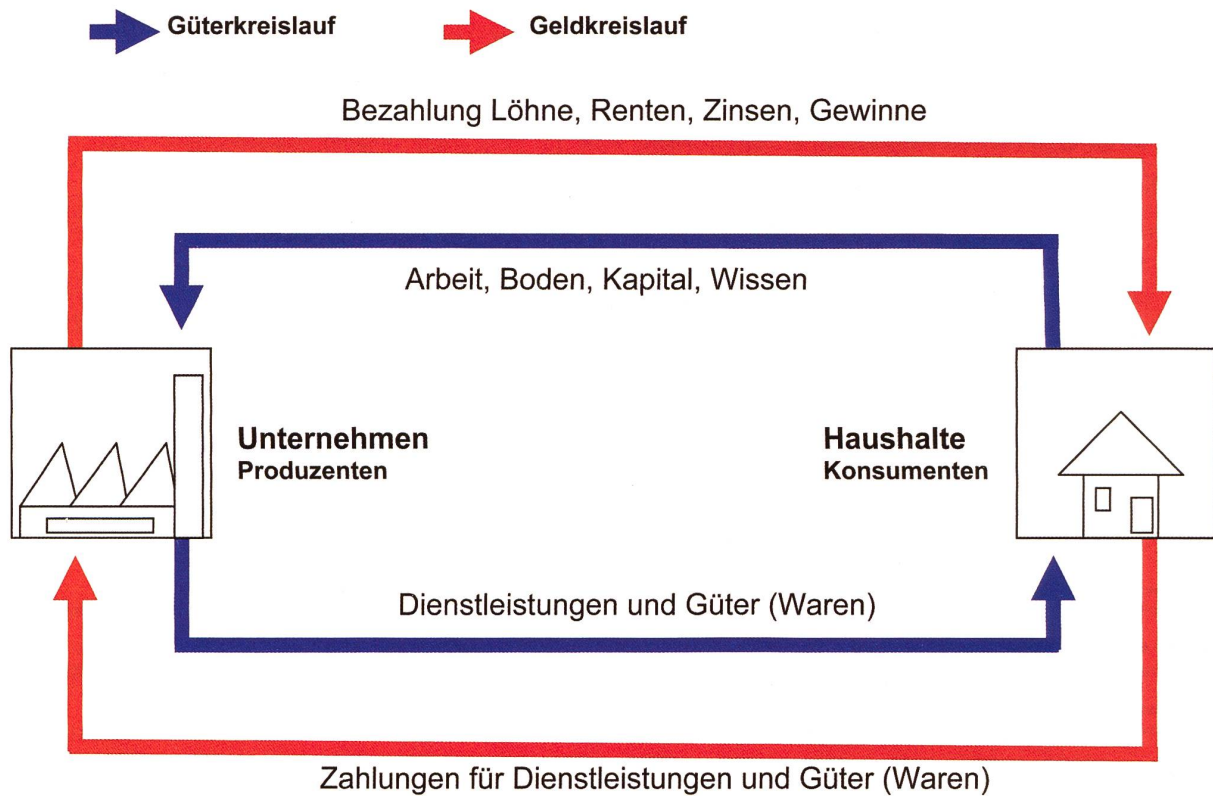 Güterkreislauf
Geldkreislauf
Bezahlung Löhne, Renten, Zinsen, Gewinne
Arbeit, Boden, Kapital, Wissen
Unternehmen
Produzenten
Haushalte
Konsumenten
Dienstleistungen und Güter (Waren)
Zahlungen für Dienstleistungen und Güter (Waren)